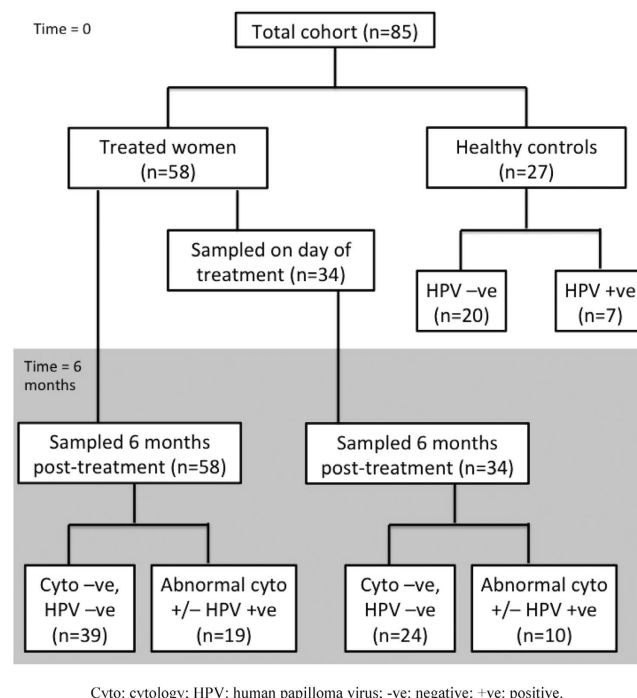 Time = 0
Total cohort (n=85)
Treated women
(n=58)
Healthy controls
(n=27)
Sampled on day of
treatment (n=34)
HPV –ve
(n=20)
HPV +ve
(n=7)
Time = 6
months
Sampled 6 months
post-treatment (n=58)
Sampled 6 months
post-treatment (n=34)
Cyto –ve,
HPV –ve
(n=39)
Abnormal cyto
+/– HPV +ve
(n=19)
Cyto –ve,
HPV –ve
(n=24)
Abnormal cyto
+/– HPV +ve
(n=10)
Cyto: cytology; HPV: human papilloma virus; -ve: negative; +ve: positive.